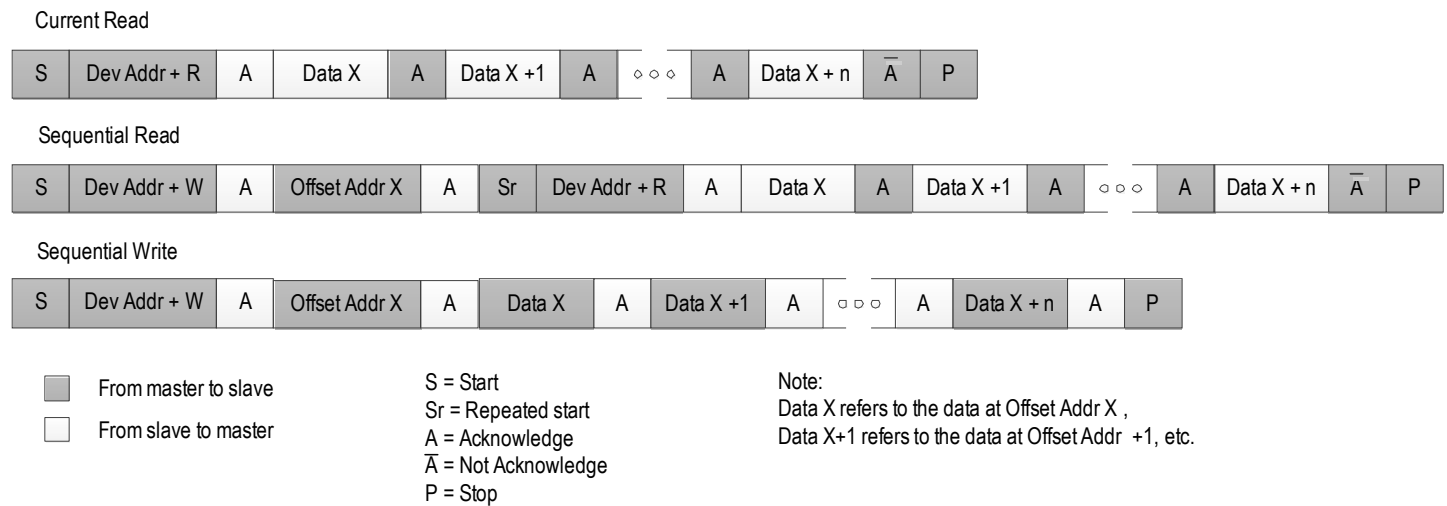 Current Read
S Dev Addr + R A Data X A Data X +1 A A Data X + n A̅ P
Sequential Read
S Dev Addr + W A Offset Addr X A Sr Dev Addr + R A Data X A Data X +1 A A Data X + n A̅ P
Sequential Write
S Dev Addr + W A Offset Addr X A Data X A Data X +1 A A Data X + n A P
From master to slave
From slave to master
S = Start
Sr = Repeated start
A = Acknowledge
A̅ = Not Acknowledge
P = Stop
Note:
Data X refers to the data at Offset Addr X ,
Data X+1 refers to the data at Offset Addr +1, etc.